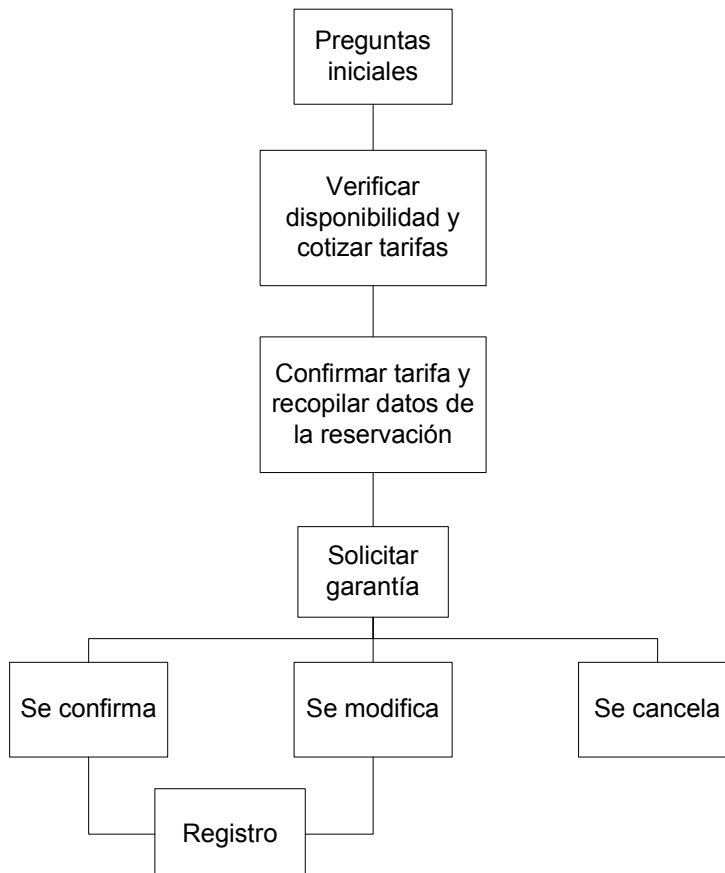 Preguntas
iniciales
Verificar
disponibilidad y
cotizar tarifas
Confirmar tarifa y
recopilar datos de
la reservación
Solicitar
garantía
Se confirma
Se modifica
Se cancela
Registro